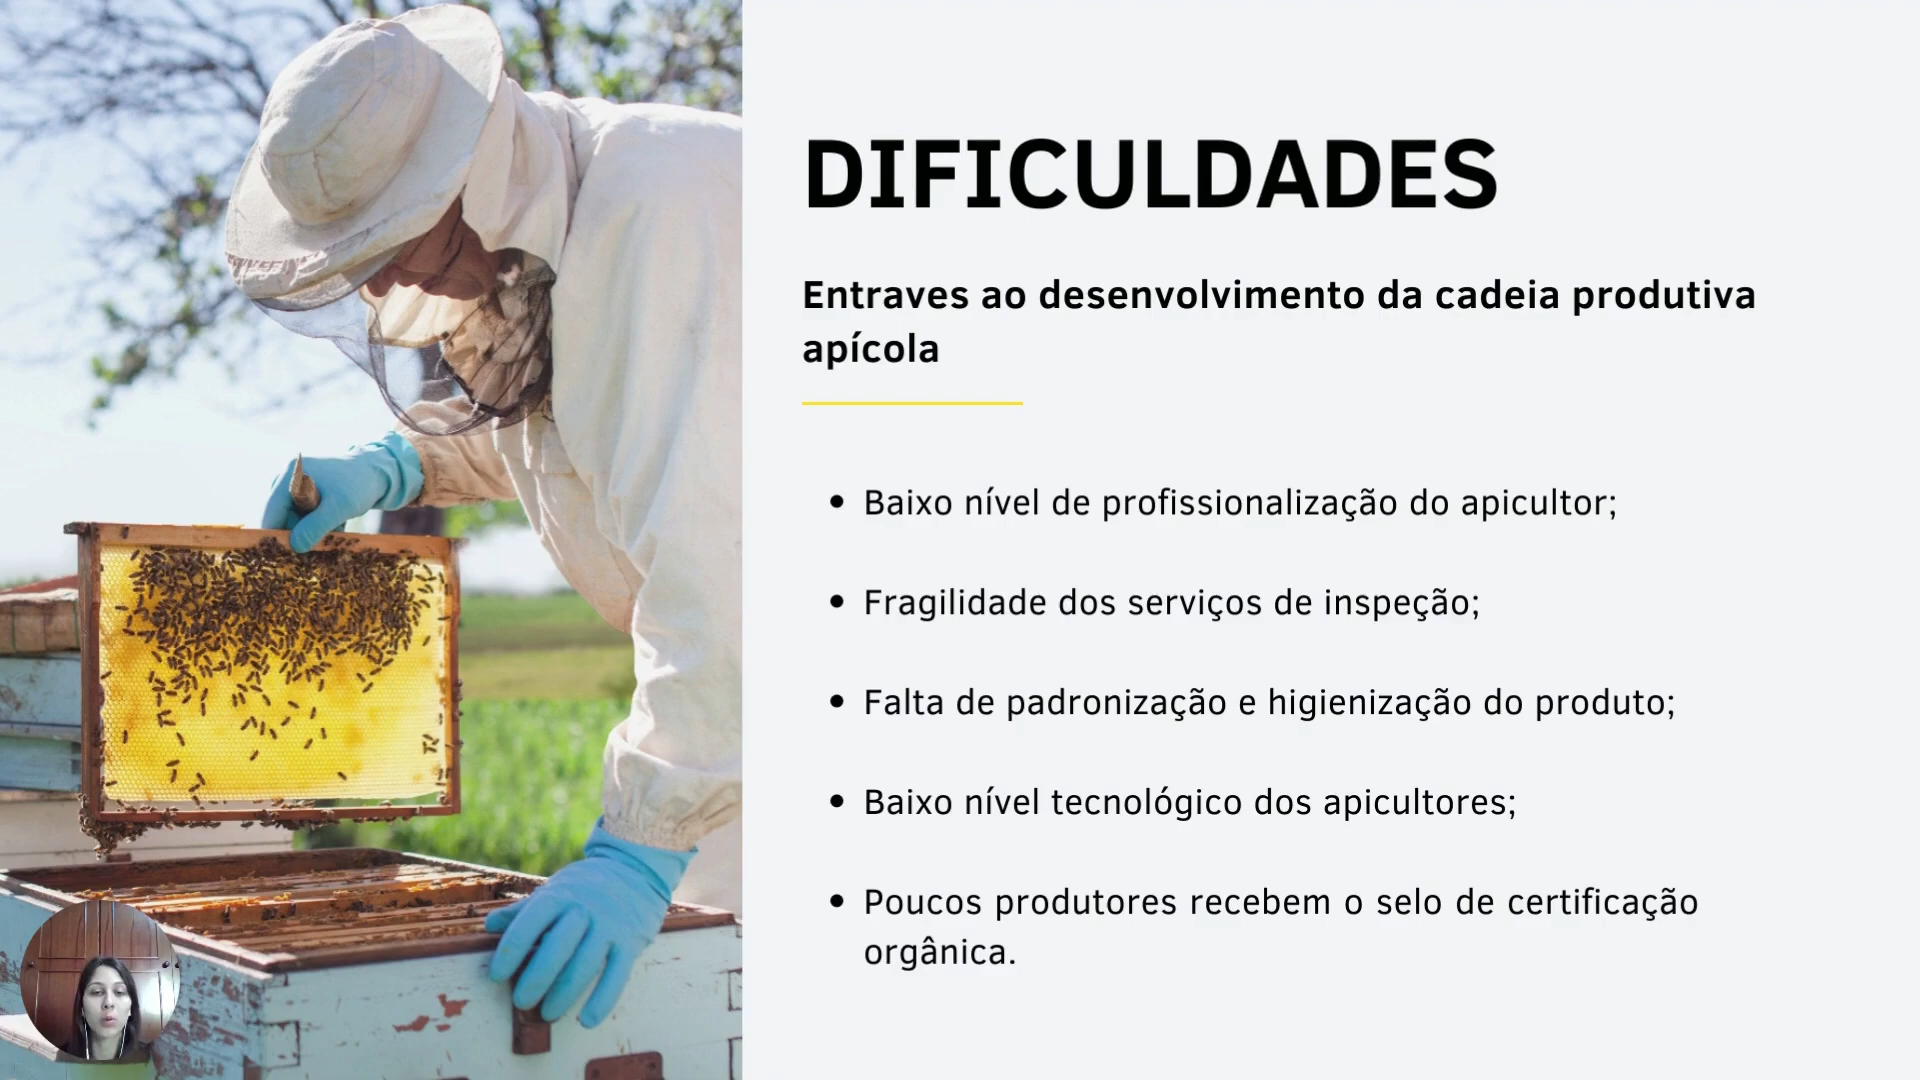 DIFICULDADES
Entraves ao desenvolvimento da cadeia produtiva
apícola
• Baixo nível de profissionalização do apicultor;
• Fragilidade dos serviços de inspeção;
• Falta de padronização e higienização do produto;
• Baixo nível tecnológico dos apicultores;
• Poucos produtores recebem o selo de certificação
orgânica.